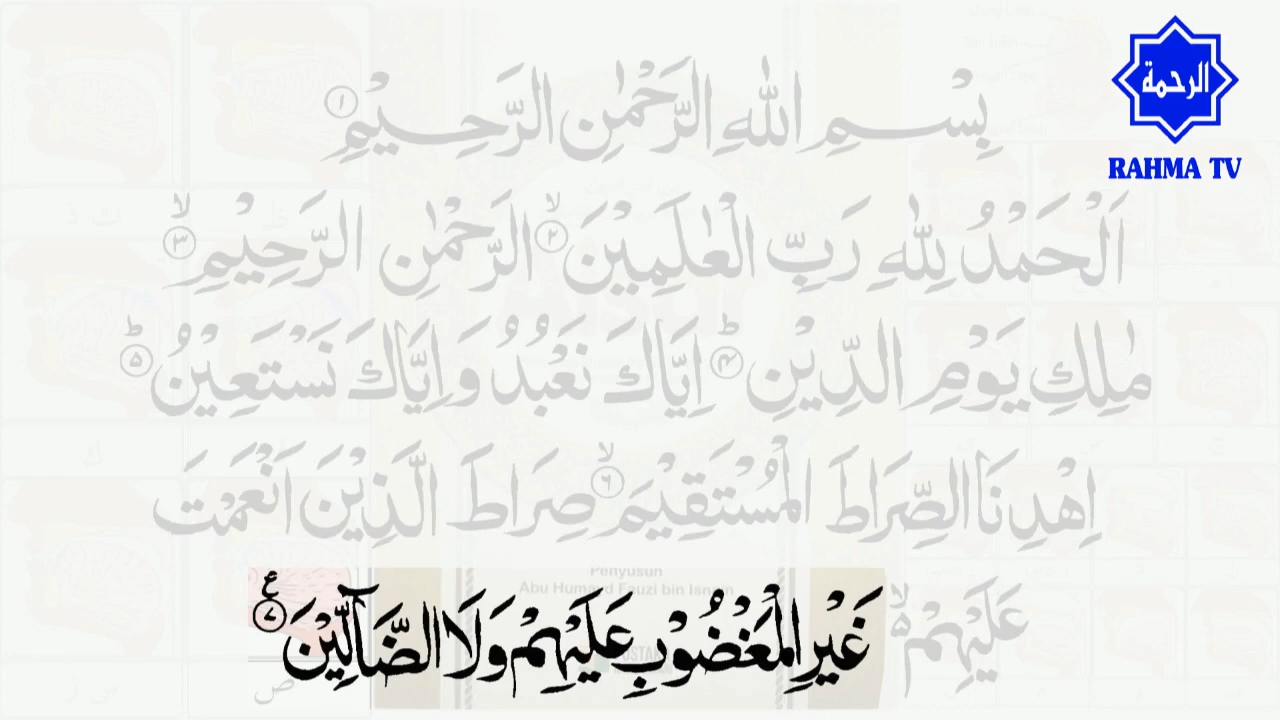 الرحمة
RAHMA TV
بِسْمِ اللّٰهِ الرَّحْمٰنِ الرَّحِيْمِ ۝١
اَلْحَمْدُ لِلّٰهِ رَبِّ الْعٰلَمِيْنَۙ ۝٢ الرَّحْمٰنِ الرَّحِيْمِۙ ۝٣
مٰلِكِ يَوْمِ الدِّيْنِۗ ۝٤ اِيَّاكَ نَعْبُدُ وَاِيَّاكَ نَسْتَعِيْنُۗ ۝٥
اِهْدِنَا الصِّرَاطَ الْمُسْتَقِيْمَۙ ۝٦ صِرَاطَ الَّذِيْنَ اَنْعَمْتَ
عَلَيْهِمْ ەۙ غَيْرِ الْمَغْضُوْبِ عَلَيْهِمْ وَلَا الضَّاۤلِّيْنَ ࣖ ۝٧
Penyusun
Abu Humaid Fauzi bin Isnain
ص